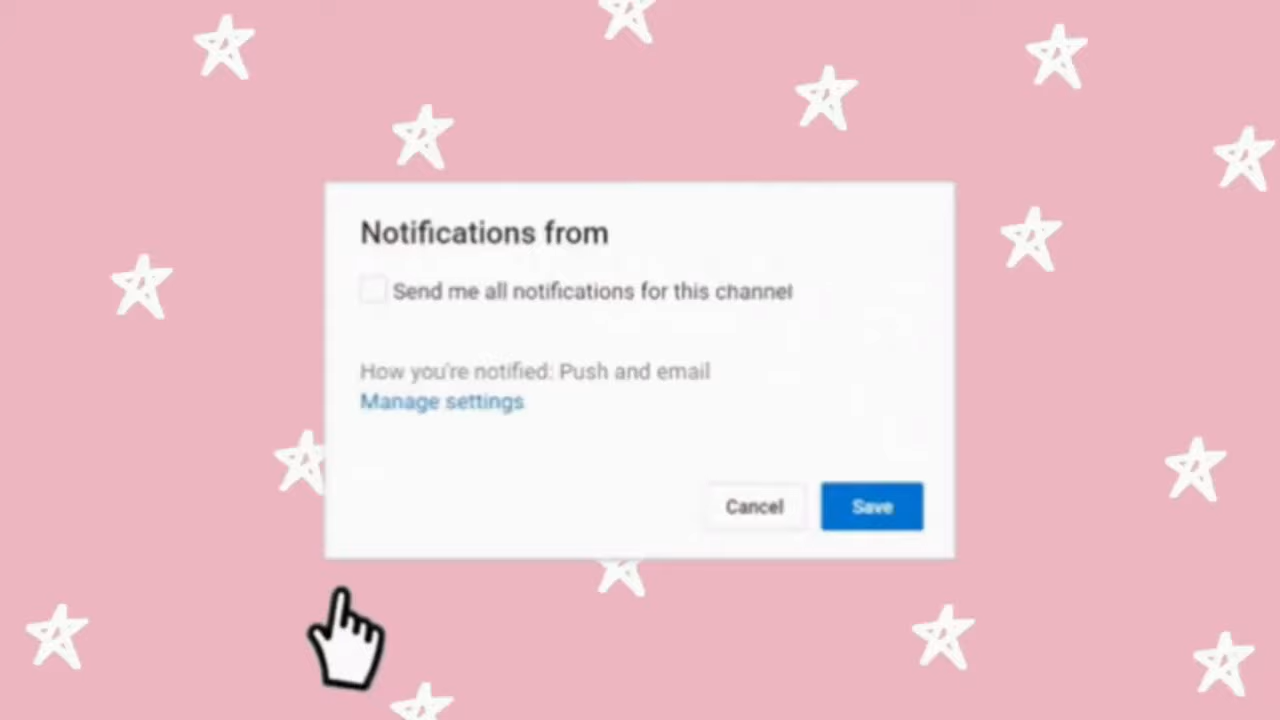 Notifications from
Send me all notifications for this channel
How you're notified: Push and email
Manage settings
Cancel
Save